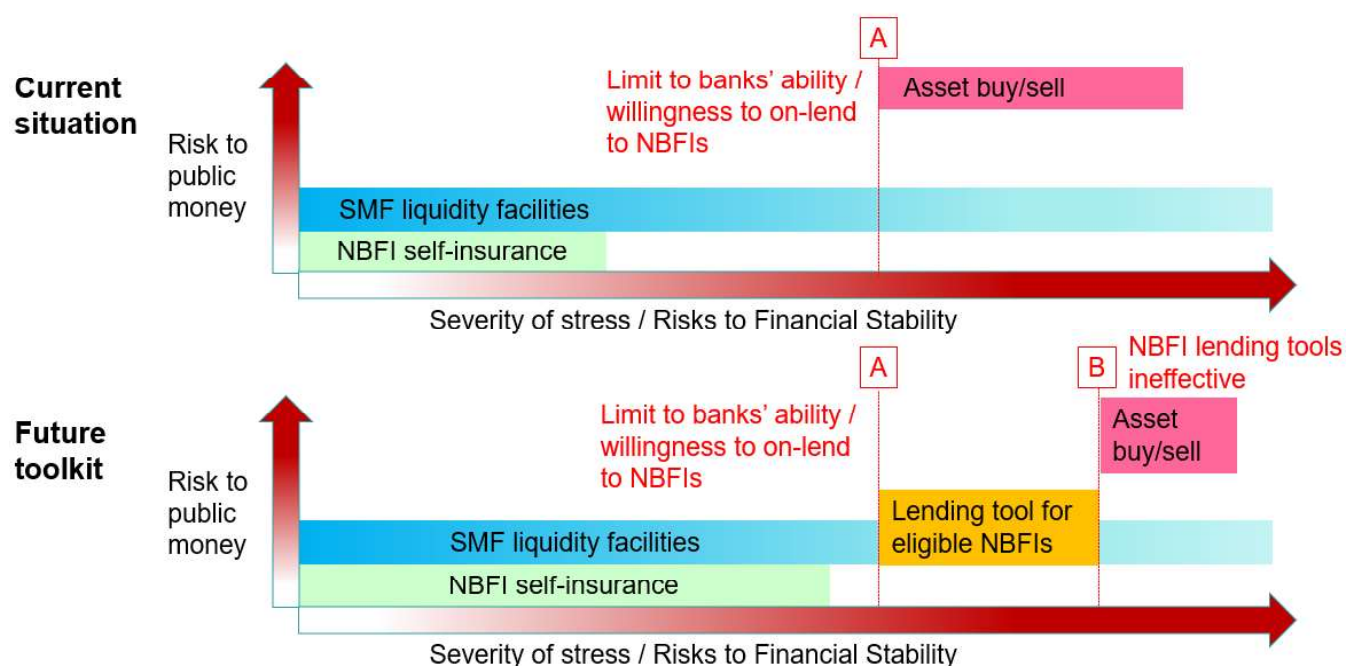 Current
situation
Risk to
public
money
A
Limit to banks' ability /
willingness to on-lend
to NBFIs
Asset buy/sell
SMF liquidity facilities
NBFI self-insurance
Severity of stress / Risks to Financial Stability
Future
toolkit
Risk to
public
money
A
Limit to banks' ability /
willingness to on-lend
to NBFIs
B
NBFI lending tools
ineffective
Asset
buy/sell
Lending tool for
eligible NBFIs
SMF liquidity facilities
NBFI self-insurance
Severity of stress / Risks to Financial Stability